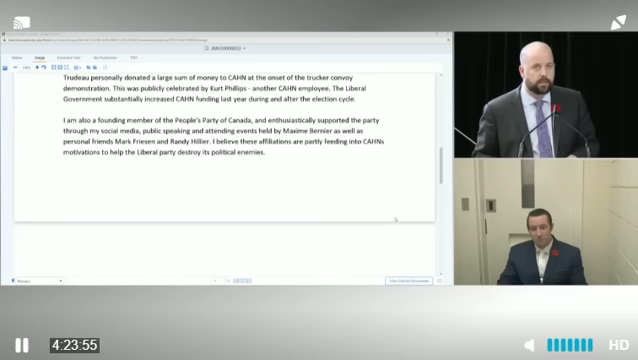 Image
Trudeau personally donated a large sum of money to CAHN at the onset of the trucker convoy
demonstration. This was publicly celebrated by Kurt Phillips - another CAHN employee. The Liberal
Government substantially increased CAHN funding last year during and after the election cycle.
I am also a founding member of the People's Party of Canada, and enthusiastically supported the party
through my social media, public speaking and attending events held by Maxime Bernier as well as
personal friends Mark Friesen and Randy Hillier. I believe these affiliations are partly feeding into CAHNs
motivations to help the Liberal party destroy its political enemies.
4:23:55
HD